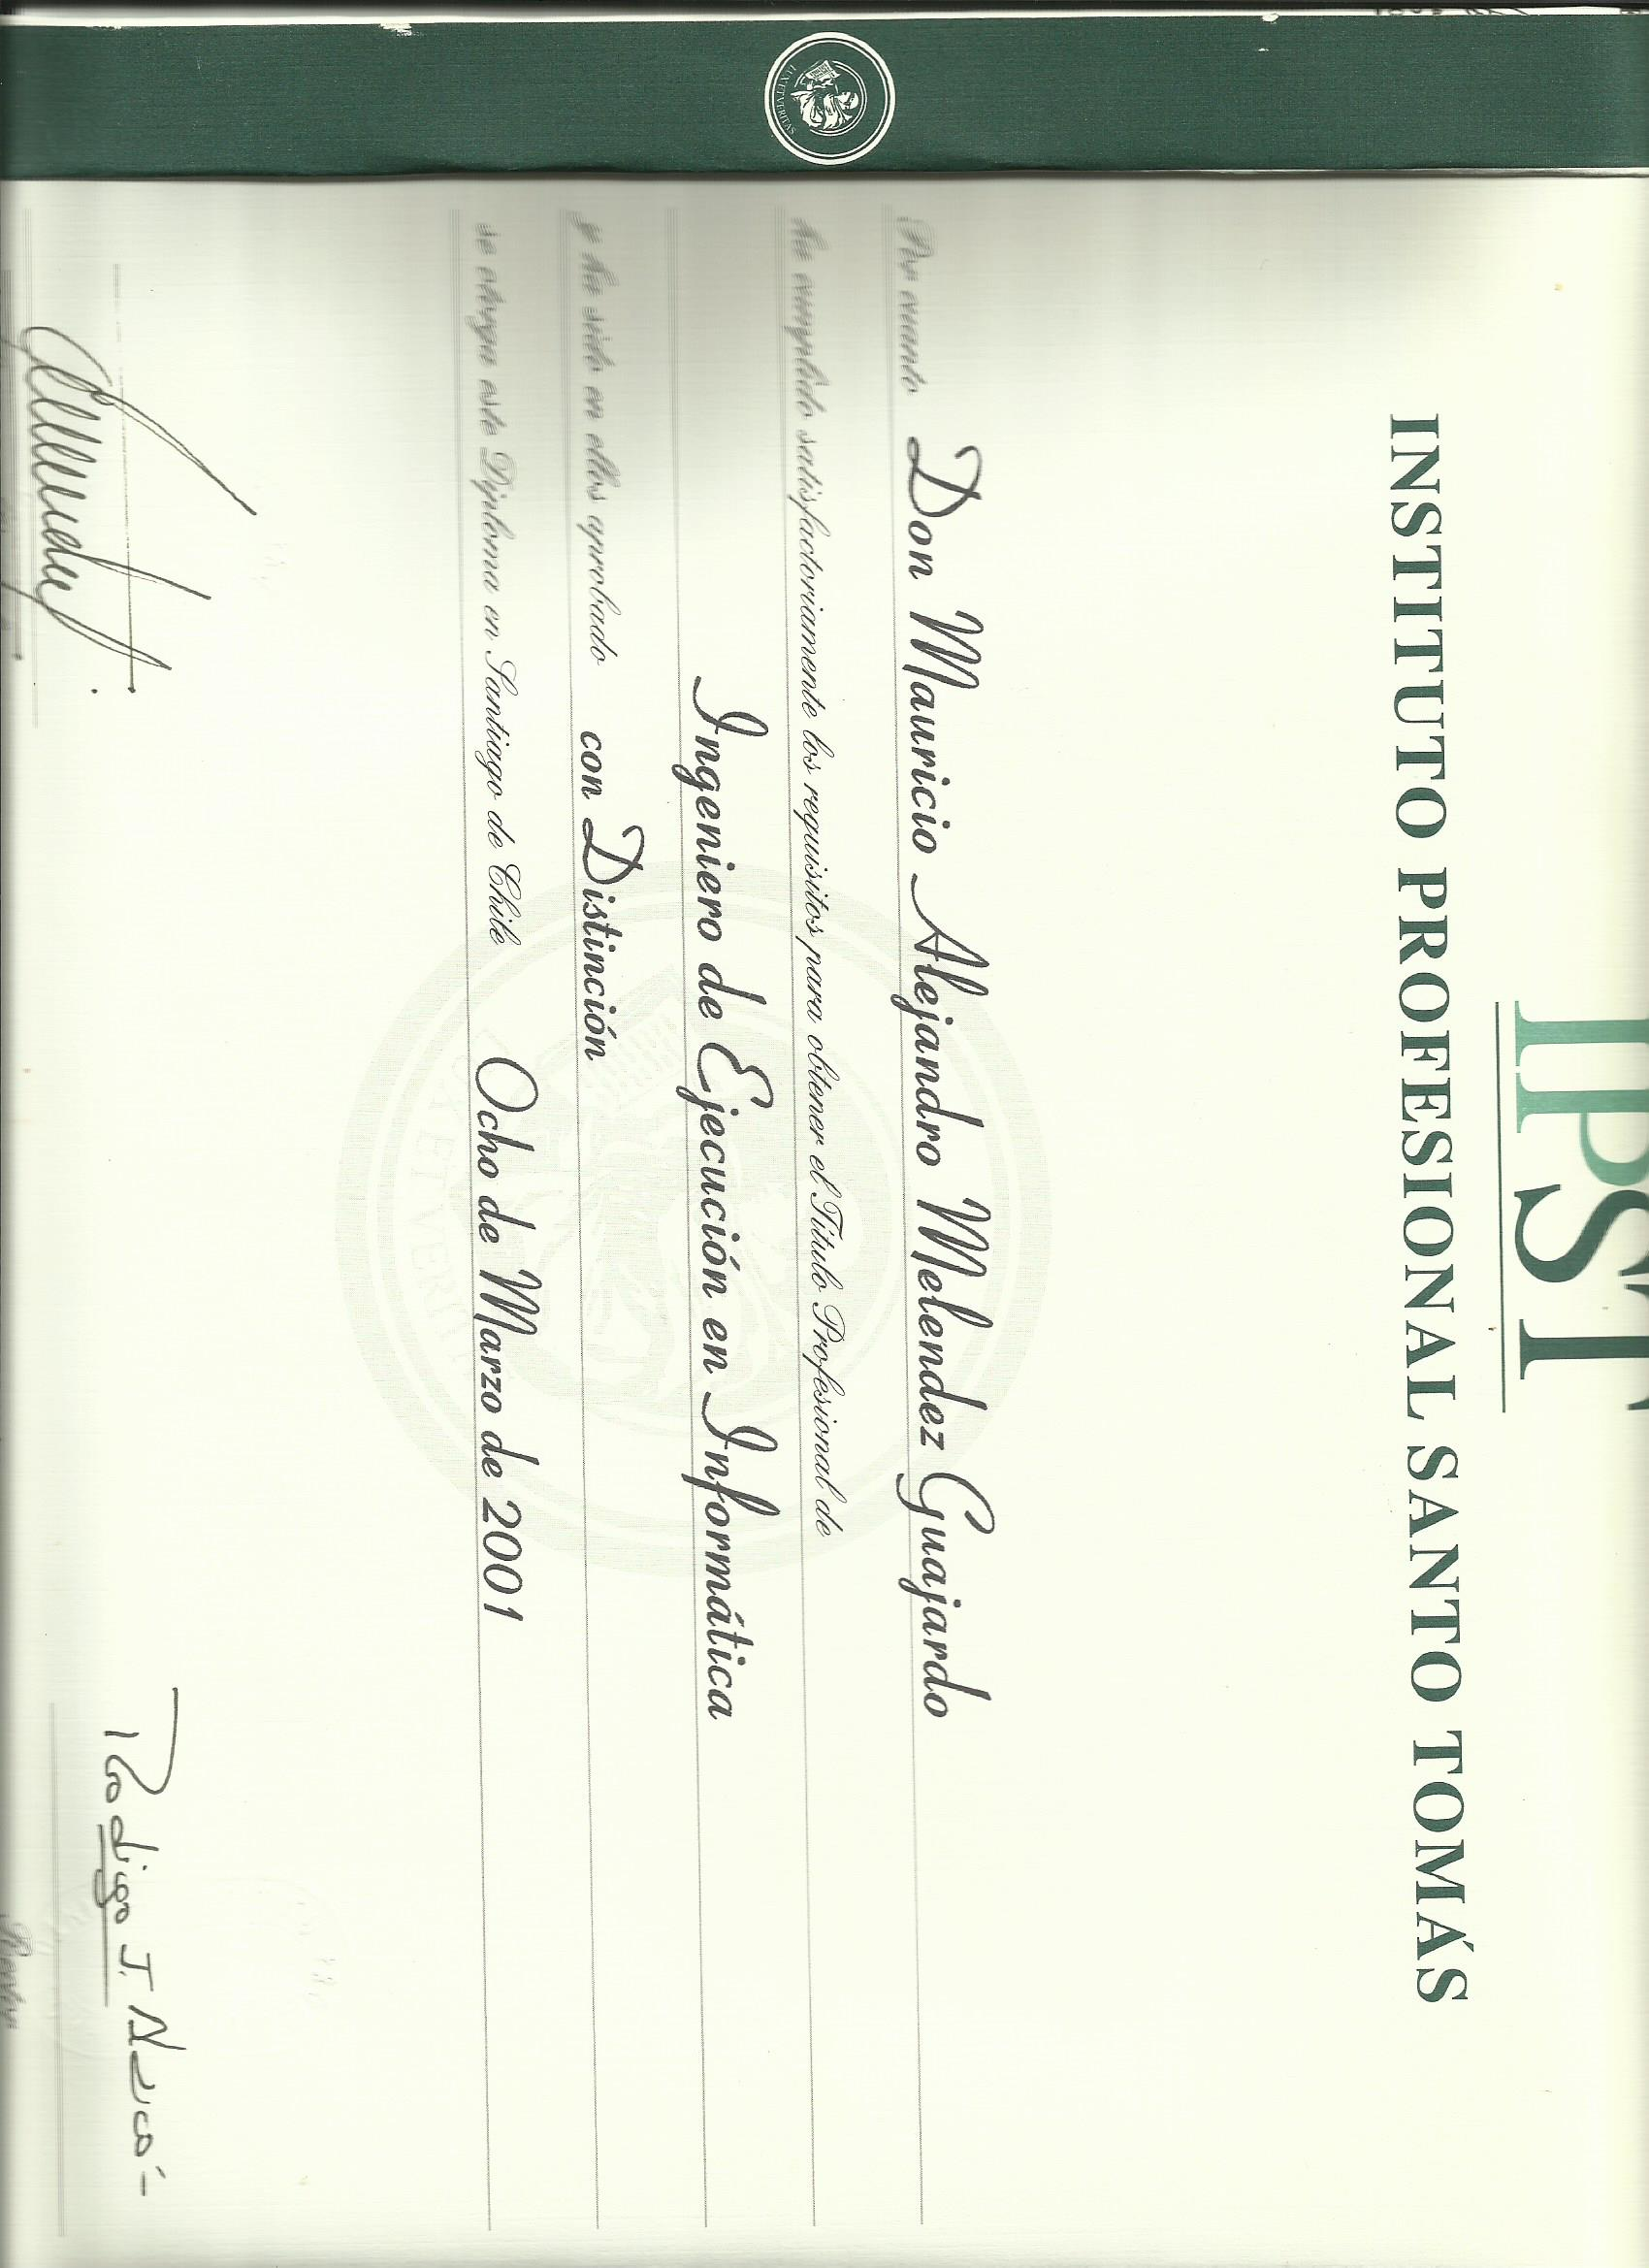 IPST
INSTITUTO PROFESIONAL SANTO TOMÁS
Por cuanto Don Mauricio Alejandro Melendez Guajardo
ha cumplido satisfactoriamente los requisitos para obtener el Título Profesional de
Ingeniero de Ejecución en Informática
y ha sido en ellos aprobado con Distinción
se otorga este Diploma en Santiago de Chile Ocho de Marzo de 2001
Rodrigo J.
Rector